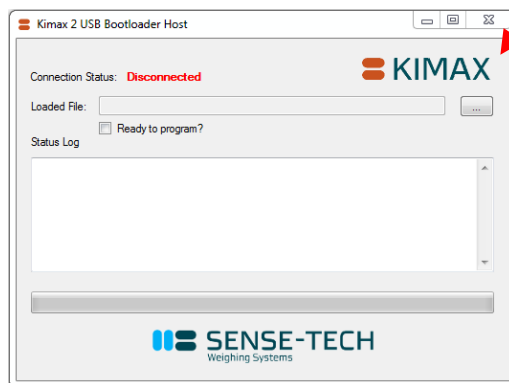 Kimax 2 USB Bootloader Host
KIMAX
Connection Status: Disconnected
Loaded File:
...
Ready to program?
Status Log
SENSE-TECH
Weighing Systems